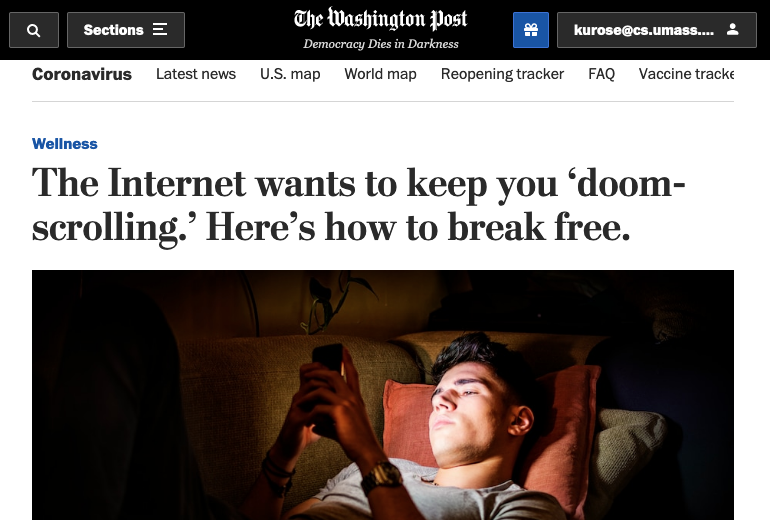 Sections
The Washington Post
Democracy Dies in Darkness
kurose@cs.umass....
Coronavirus Latest news U.S. map World map Reopening tracker FAQ Vaccine tracke
Wellness
The Internet wants to keep you ‘doom-
scrolling.’ Here’s how to break free.